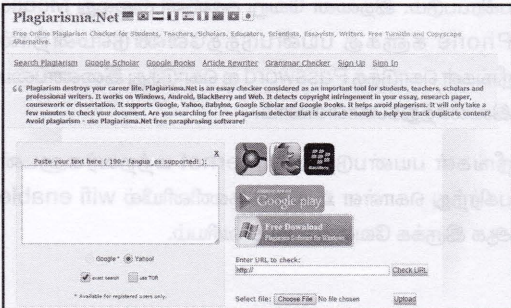 Plagiarisma.Net
Free Online Plagiarism Checker for Students, Teachers, Scholars, Educators, Scientists, Essayists, Writers. Free Turnitin and Copyscape
Alternative.
Search Plagiarism Google Scholar Google Books Article Rewriter Grammar Checker Sign Up Sign In
“ Plagiarism destroys your career life. Plagiarisma.Net is an essay checker considered as an important tool for students, teachers, scholars and
professional writers. It works on Windows, Android, BlackBerry and Web. It detects copyright infringement in your essay, research paper,
coursework or dissertation. It supports Google, Yahoo, Babylon, Google Scholar and Google Books. It helps avoid plagerism. It will only take a
few minutes to check your document. Are you searching for free plagiarism detector that is accurate enough to help you track duplicate content?
Avoid plagiarism - use Plagiarisma.Net free paraphrasing software!
X
Paste your text here ( 190+ langua_es supported! ):
BlackBerry
Google play
Free Download
Plagiarism Software for Windows
Google * Yahoo!
exact search use TOR
* Available for registered users only.
Enter URL to check:
http:// Check URL
Select file: Choose File No file chosen Upload